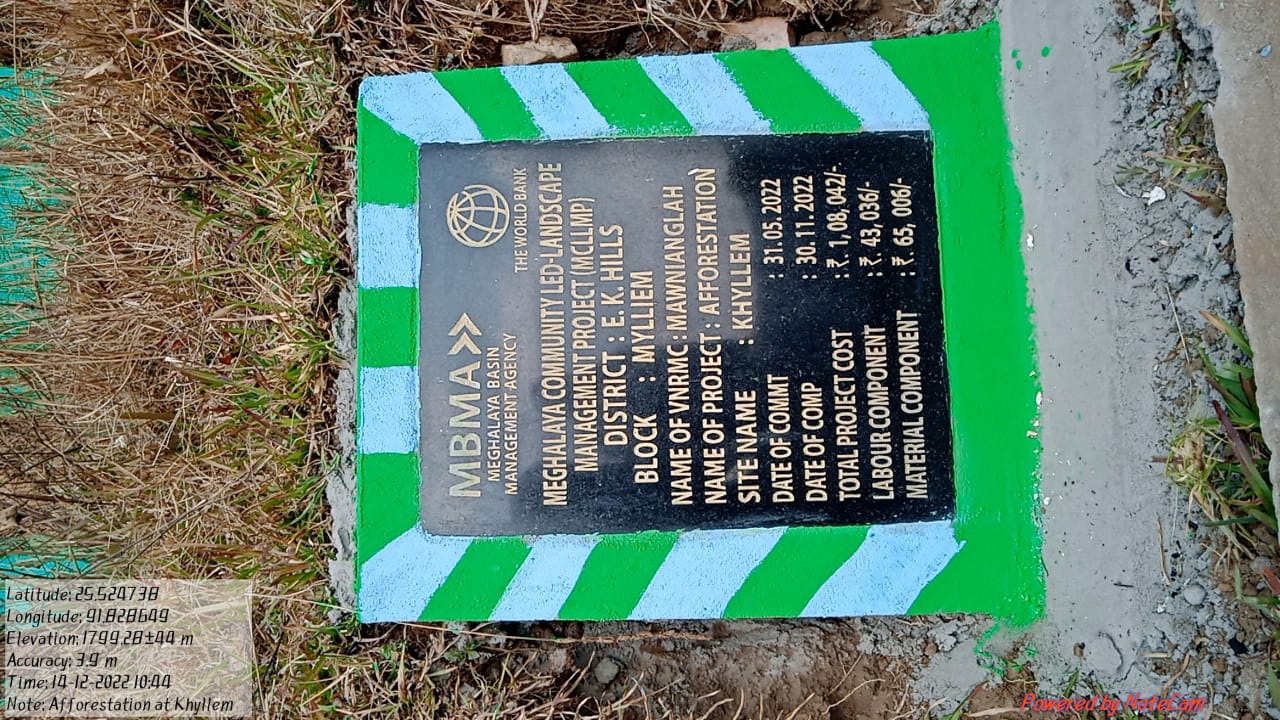 MBMA
MEGHALAYA BASIN
MANAGEMENT AGENCY
THE WORLD BANK
MEGHALAYA COMMUNITY LED LANDSCAPE
MANAGEMENT PROJECT (MCLLMP)
DISTRICT : E. K. HILLS
BLOCK : MYLLIEM
NAME OF VNRMC : MAWNIANGLAH
NAME OF PROJECT : AFFORESTATION
SITE NAME : KHYLLEM
DATE OF COMMT : 31.05.2022
DATE OF COMP : 30.11.2022
TOTAL PROJECT COST : ₹. 1, 08, 042/-
LABOUR COMPONENT : ₹. 43, 036/-
MATERIAL COMPONENT : ₹. 65, 006/-
Latitude: 25.524738
Longitude: 91.828649
Elevation: 1799.28±44 m
Accuracy: 3.9 m
Time: 14-12-2022 10:44
Note: Afforestation at Khyllem
Powered by NoteCam